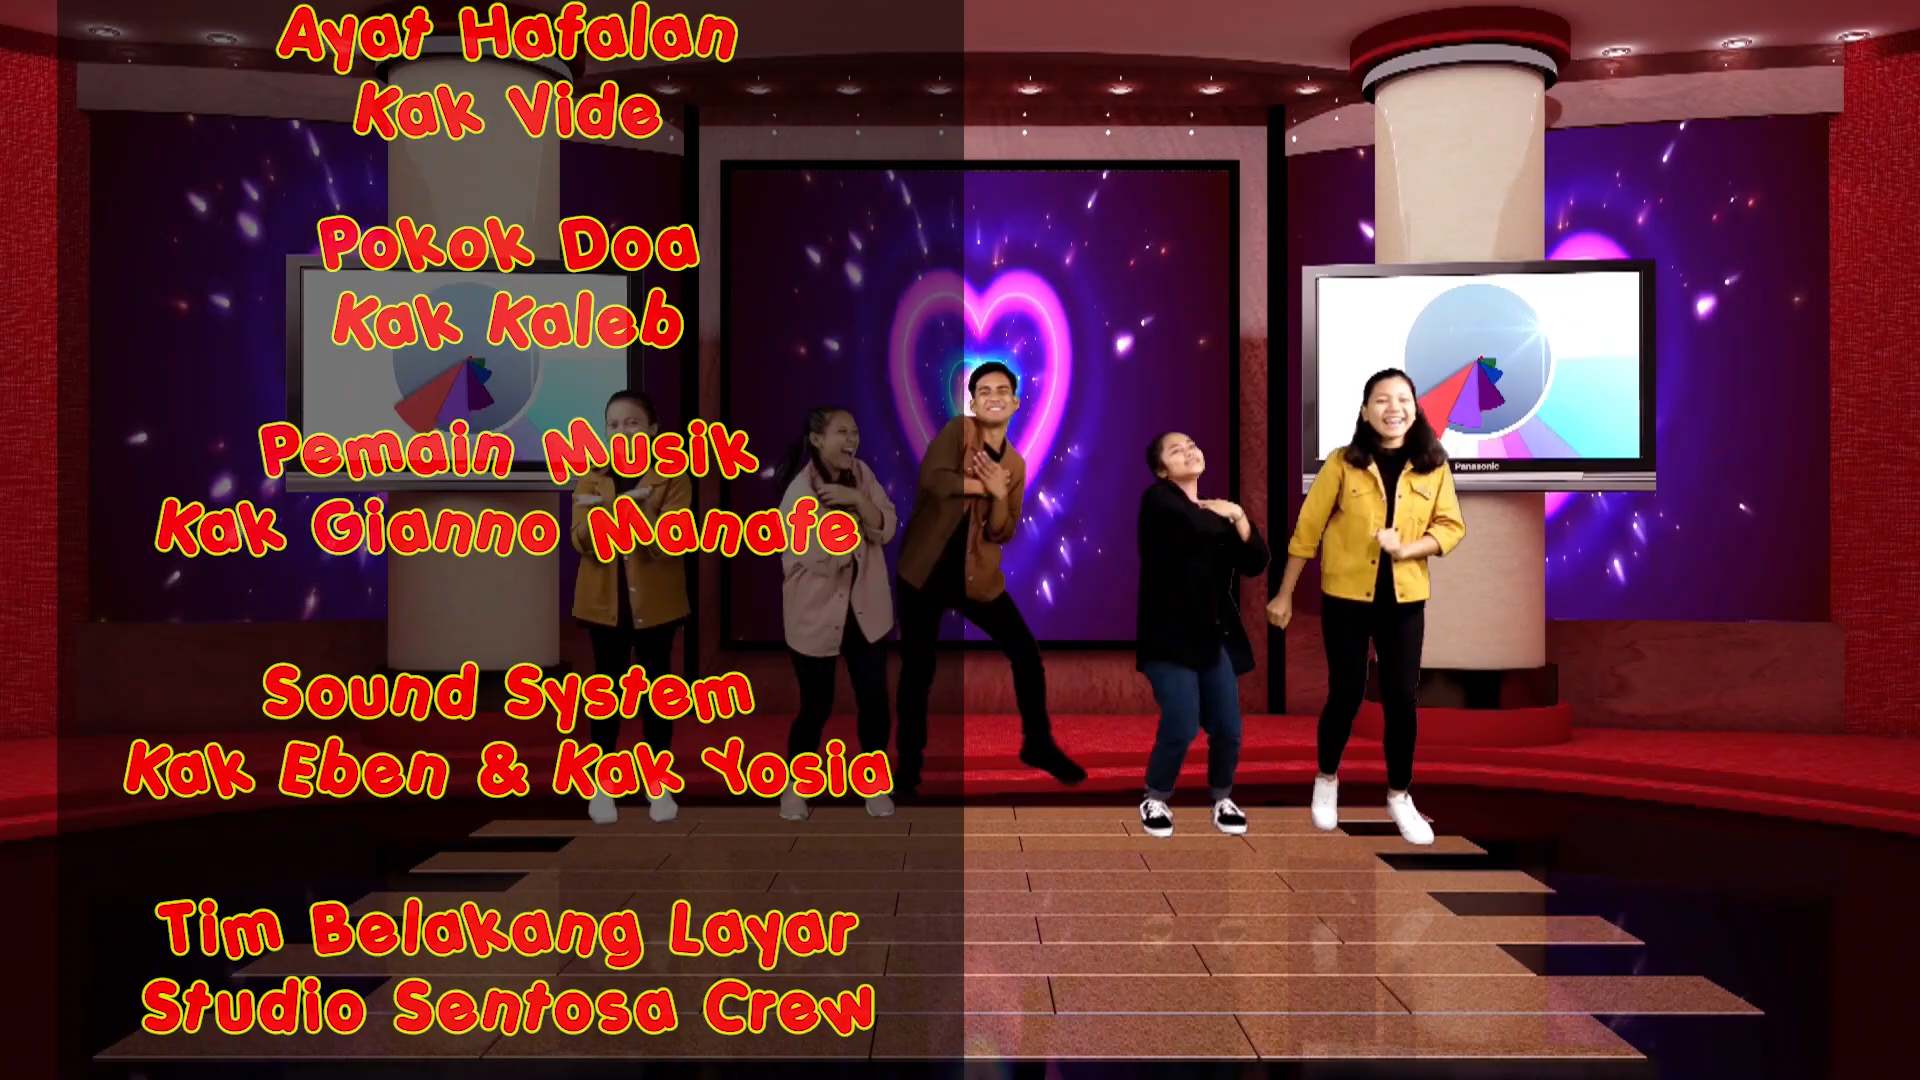 Ayat Hafalan
Kak Vide
Pokok Doa
Kak Kaleb
Pemain Musik
Kak Gianno Manafe
Sound System
Kak Eben & Kak Yosia
Tim Belakang Layar
Studio Sentosa Crew
Panasonic